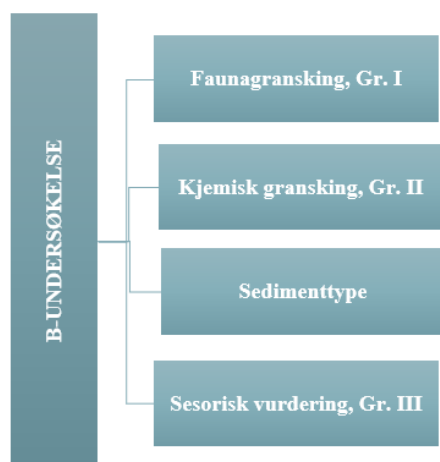 B-UNDERSØKELSE
Faunagransking, Gr. I
Kjemisk gransking, Gr. II
Sedimenttype
Sesorisk vurdering, Gr. III